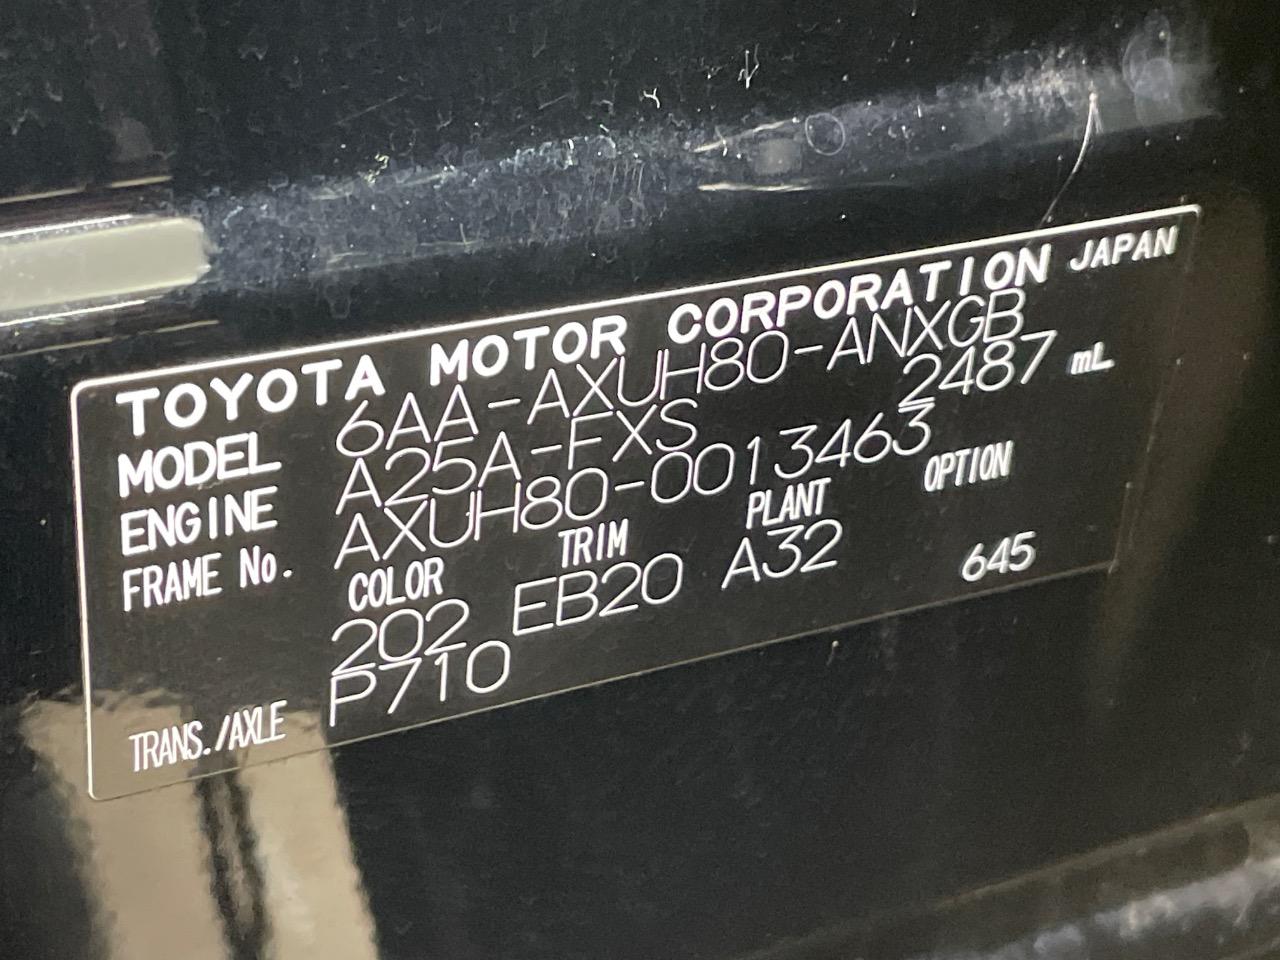 TOYOTA MOTOR CORPORATION JAPAN
MODEL 6AA-AXUH80-ANXGB
ENGINE A25A-FXS 2487 mL
FRAME No. AXUH80-0013463
COLOR TRIM PLANT OPTION
202 EB20 A32 645
TRANS./AXLE P710